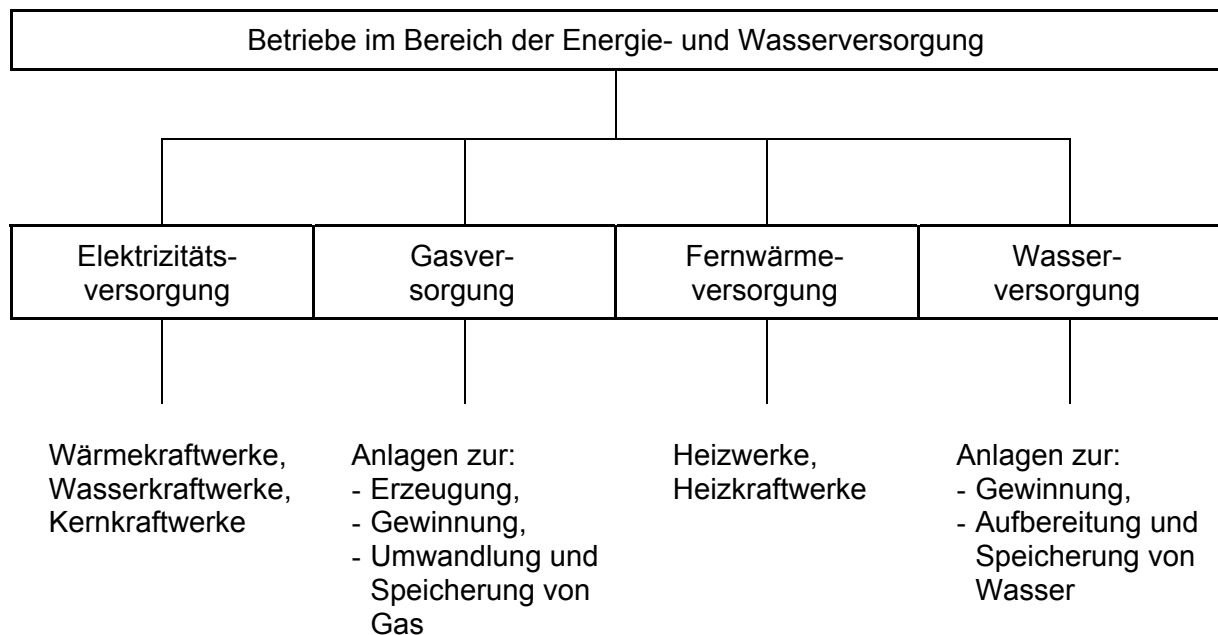 Betriebe im Bereich der Energie- und Wasserversorgung
Elektrizitäts-
versorgung
Gasver-
sorgung
Fernwärme-
versorgung
Wasser-
versorgung
Wärmekraftwerke,
Wasserkraftwerke,
Kernkraftwerke
Anlagen zur:
- Erzeugung,
- Gewinnung,
- Umwandlung und
Speicherung von
Gas
Heizwerke,
Heizkraftwerke
Anlagen zur:
- Gewinnung,
- Aufbereitung und
Speicherung von
Wasser